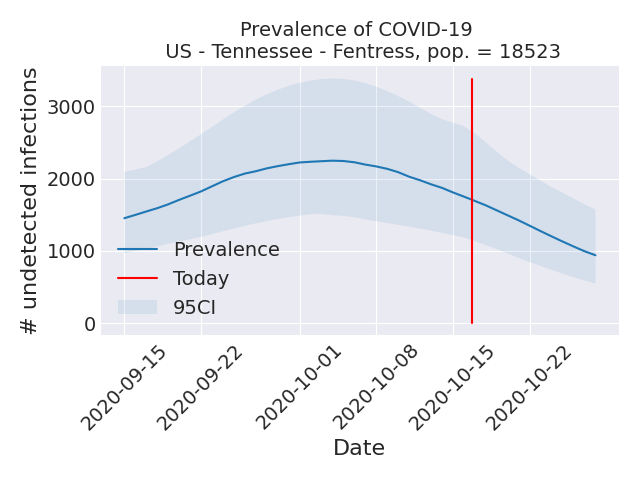 Prevalence of COVID-19
US - Tennessee - Fentress, pop. = 18523
# undetected infections
3000
2000
1000
0
Prevalence
Today
95CI
2020-09-15
2020-09-22
2020-10-01
2020-10-08
2020-10-15
2020-10-22
Date